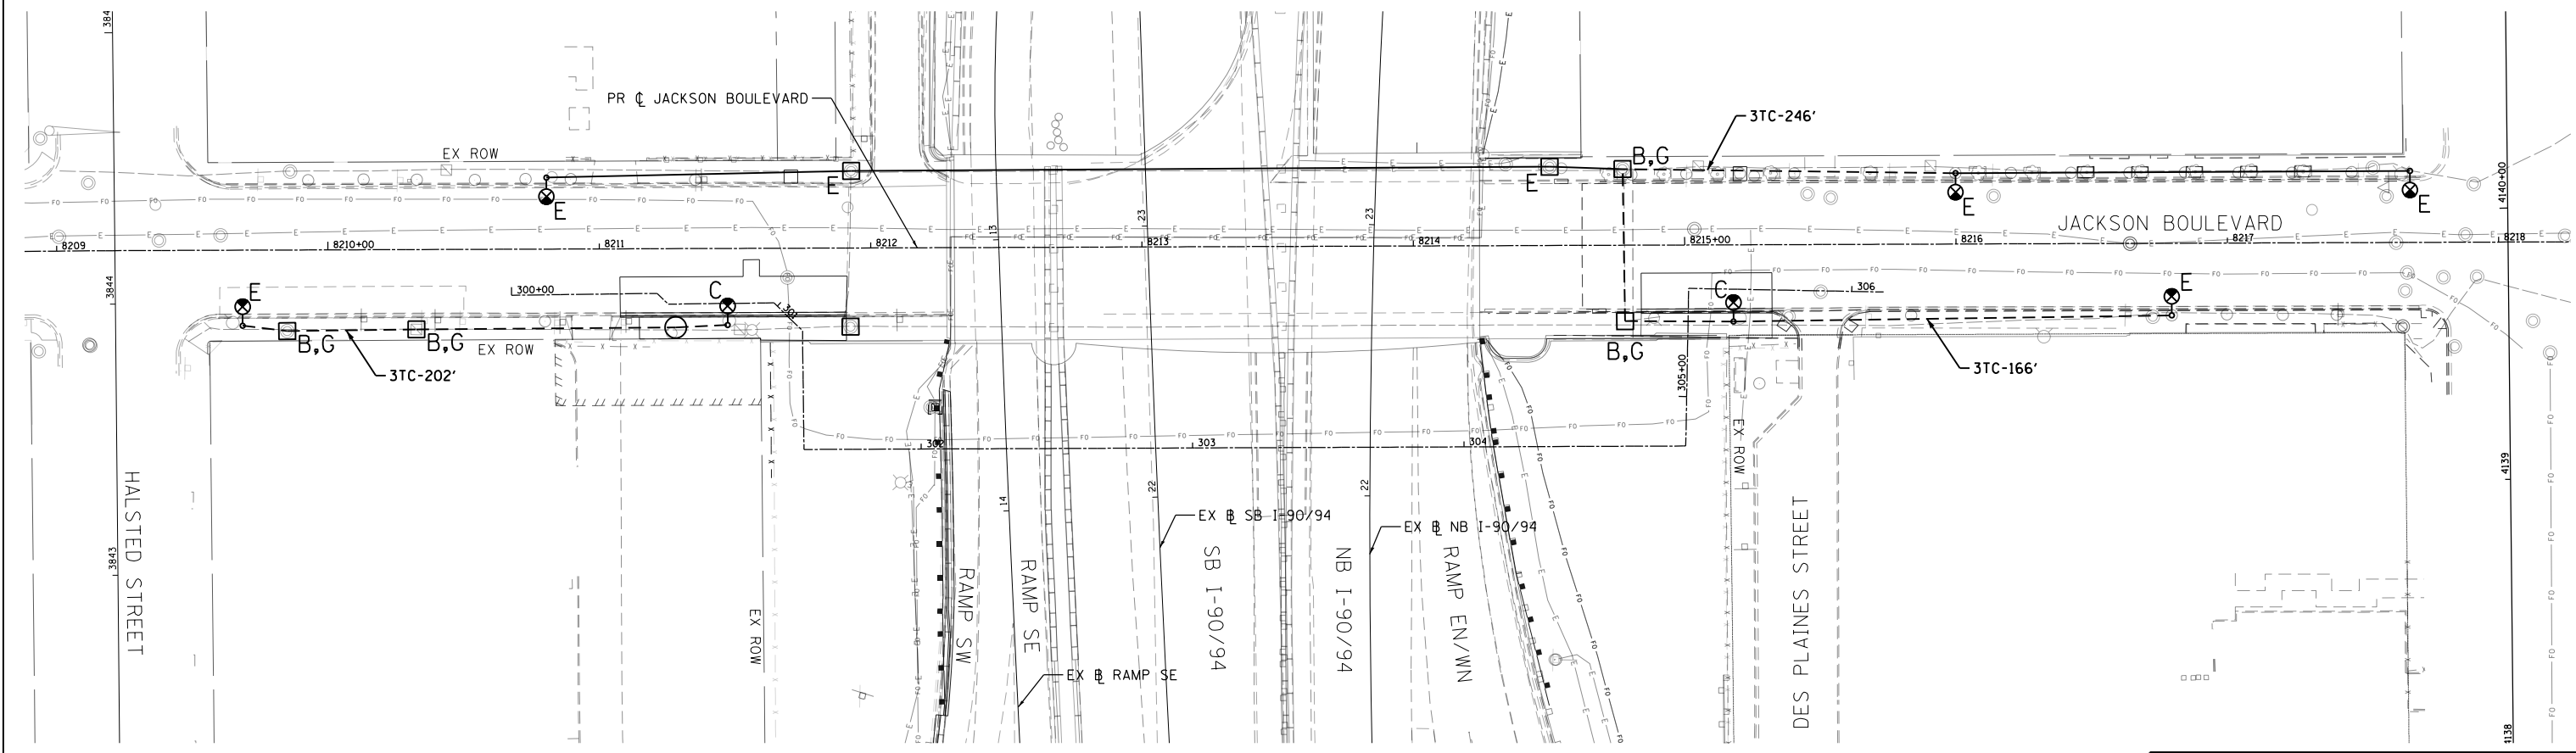 384
PR ℄ JACKSON BOULEVARD
3TC-246'
EX ROW
E
E
E
B,G
E
E
4140+00
23
23
13
JACKSON BOULEVARD
8209
8210+00
8211
8212
8213
8214
8215+00
8216
8217
8218
3844
E
300+00
C
301
C
306
E
B,G
B,G
EX ROW
B,G
3TC-202'
3TC-166'
305+00
302
303
304
EX ROW
4139
HALSTED STREET
3843
14
22
22
EX B SB I-90/94
EX B NB I-90/94
SB I-90/94
NB I-90/94
RAMP EN/WN
RAMP SW
RAMP SE
EX ROW
DES PLAINES STREET
EX B RAMP SE
4138